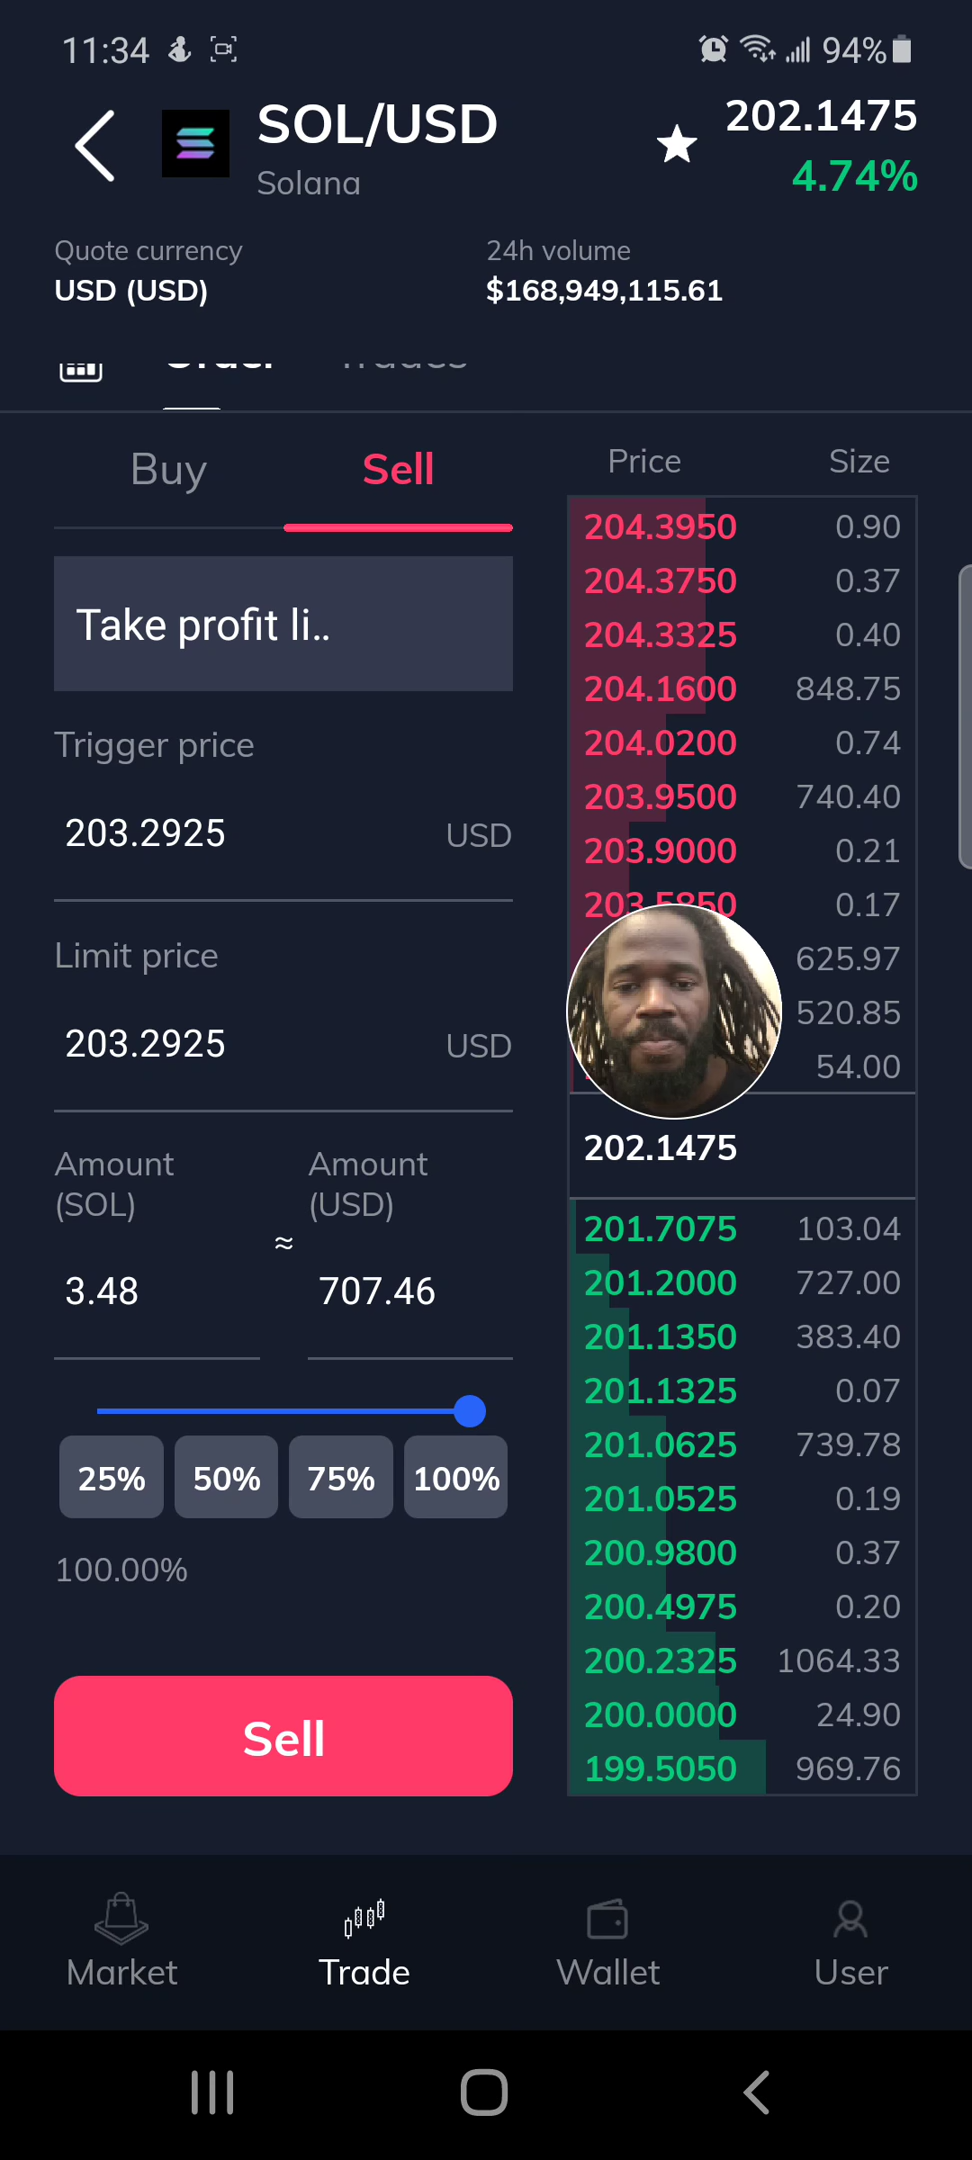 11:34
94%
SOL/USD
Solana
202.1475
4.74%
Quote currency
USD (USD)
24h volume
$168,949,115.61
Order
Trades
Buy
Sell
Take profit li..
Trigger price
203.2925 USD
Limit price
203.2925 USD
Amount
(SOL)
3.48
≈
Amount
(USD)
707.46
25% 50% 75% 100%
100.00%
Sell
Price Size
204.3950 0.90
204.3750 0.37
204.3325 0.40
204.1600 848.75
204.0200 0.74
203.9500 740.40
203.9000 0.21
203.5850 0.17
625.97
520.85
54.00
202.1475
201.7075 103.04
201.2000 727.00
201.1350 383.40
201.1325 0.07
201.0625 739.78
201.0525 0.19
200.9800 0.37
200.4975 0.20
200.2325 1064.33
200.0000 24.90
199.5050 969.76
Market
Trade
Wallet
User